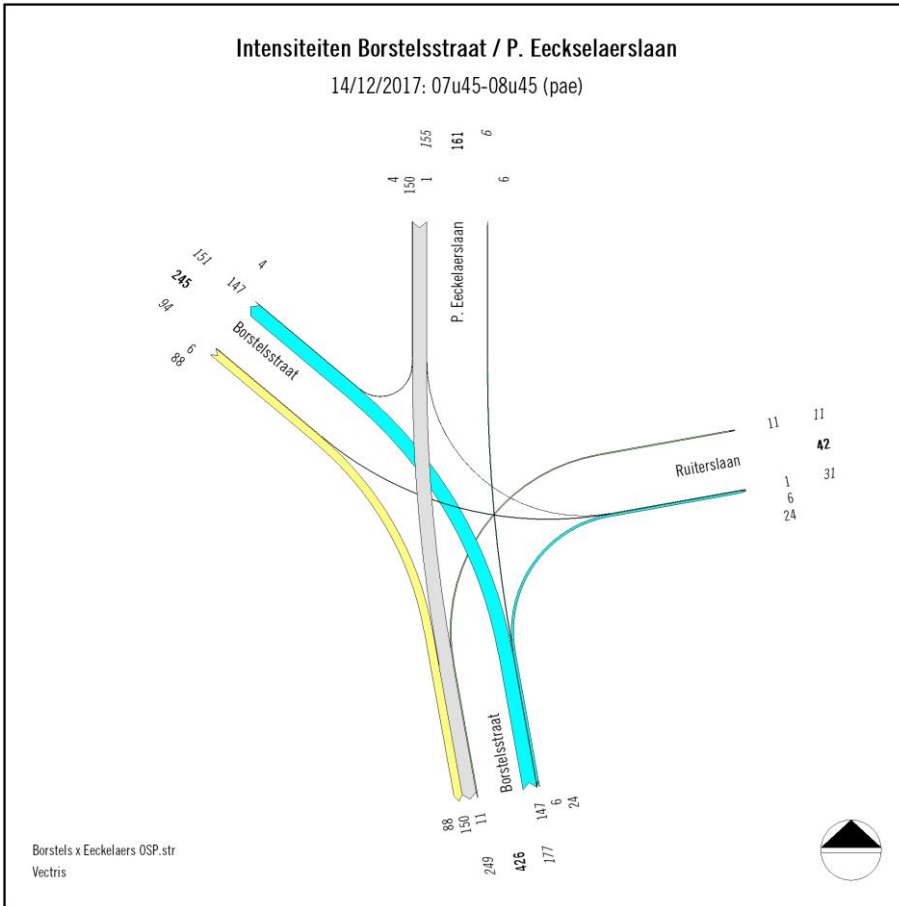 Intensiteiten Borstelsstraat / P. Eeckselaerslaan
14/12/2017: 07u45-08u45 (pae)
155 161 6
4 150 1 6
P. Eeckelaerslaan
151 245 94
4 147
6 88
Borstelsstraat
11 11
42
Ruiterslaan
1 31
6
24
Borstelsstraat
88 150 11 147 6 24
249 426 177
Borstels x Eeckelaers OSP.str
Vectris